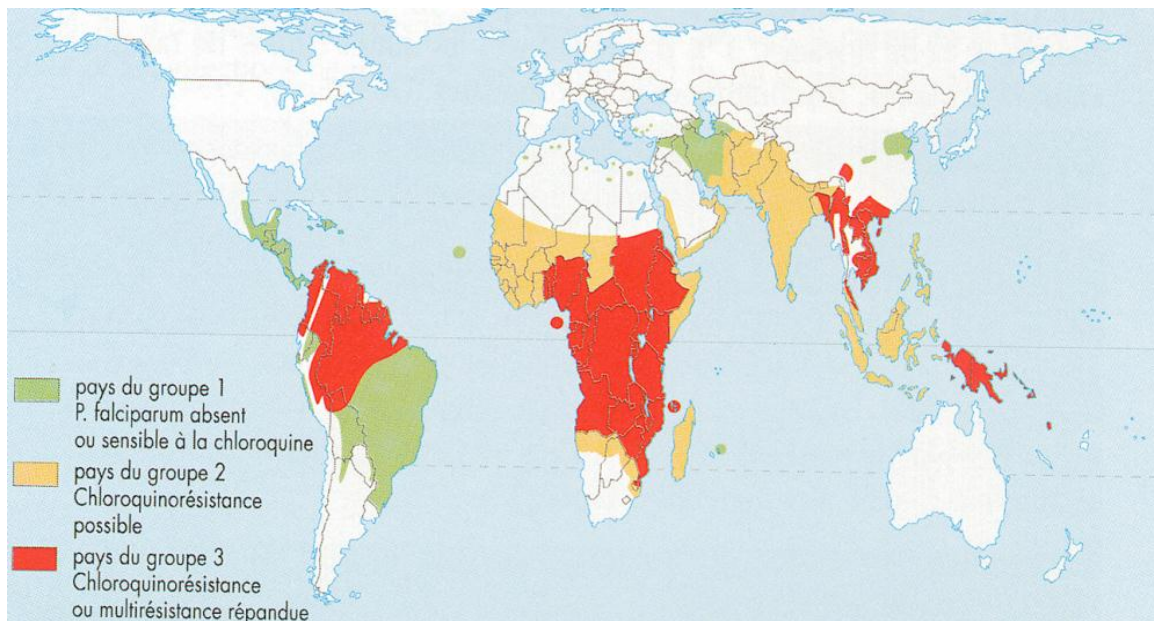 pays du groupe 1
P. falciparum absent
ou sensible à la chloroquine
pays du groupe 2
Chloroquinorésistance
possible
pays du groupe 3
Chloroquinorésistance
ou multirésistance répandue